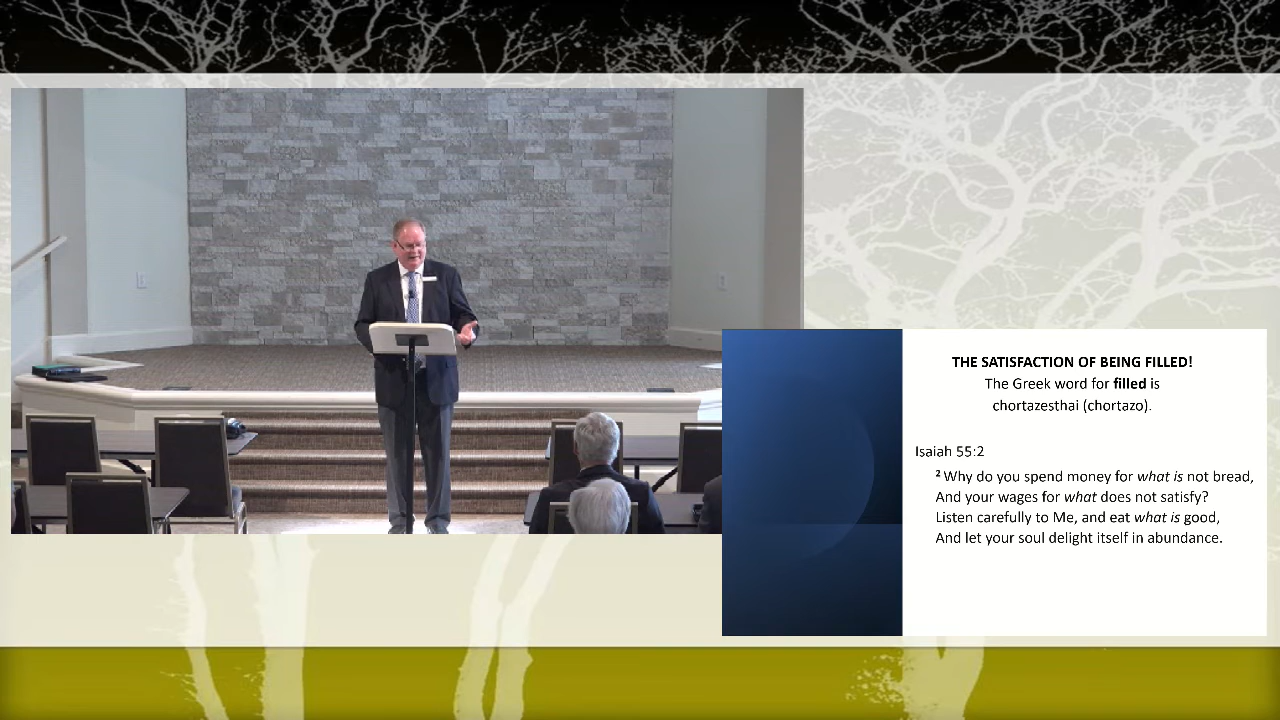 THE SATISFACTION OF BEING FILLED!
The Greek word for filled is
chortazesthai (chortazo).
Isaiah 55:2
2 Why do you spend money for what is not bread,
And your wages for what does not satisfy?
Listen carefully to Me, and eat what is good,
And let your soul delight itself in abundance.